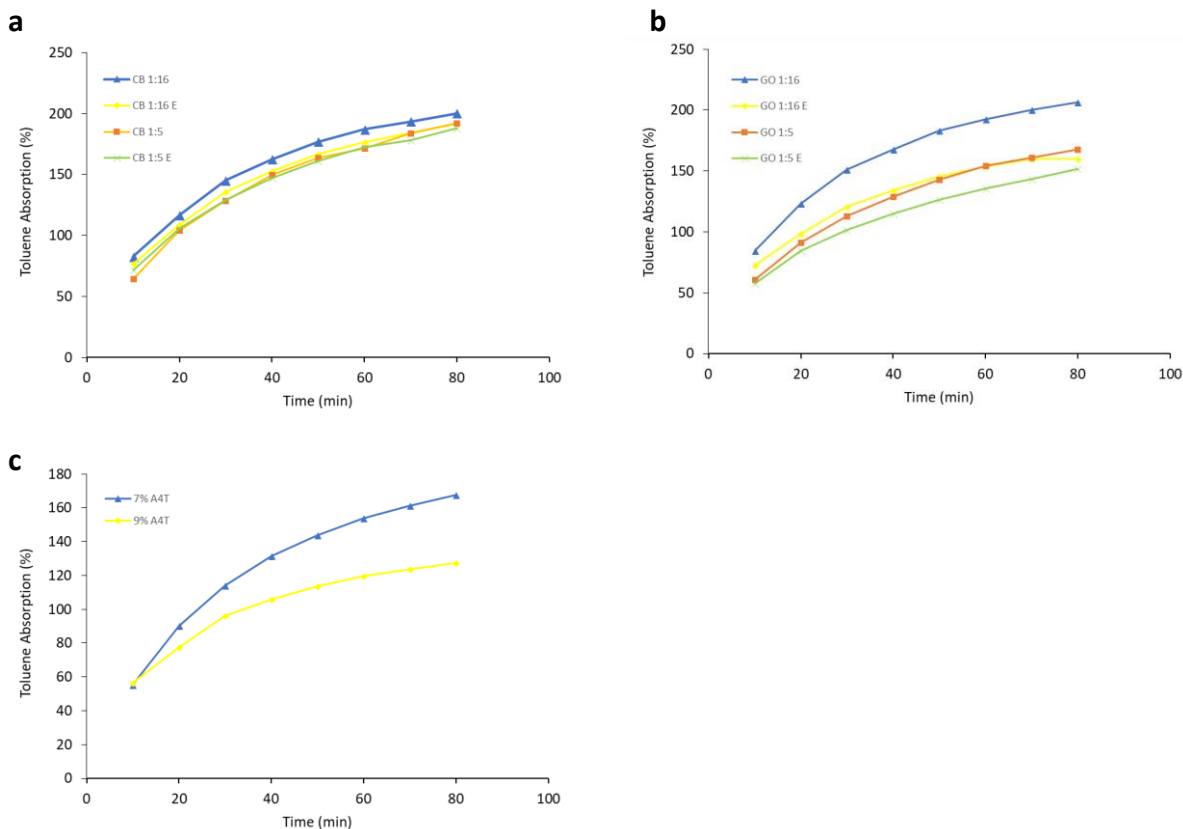 a
250
200
150
100
50
0
Toluene Absorption (%)
CB 1:16
CB 1:16 E
CB 1:5
CB 1:5 E
0 20 40 60 80 100
Time (min)
b
250
200
150
100
50
0
Toluene Absorption (%)
GO 1:16
GO 1:16 E
GO 1:5
GO 1:5 E
0 20 40 60 80 100
Time (min)
c
180
160
140
120
100
80
60
40
20
0
Toluene Absorption (%)
7% A4T
9% A4T
0 20 40 60 80 100
Time (min)